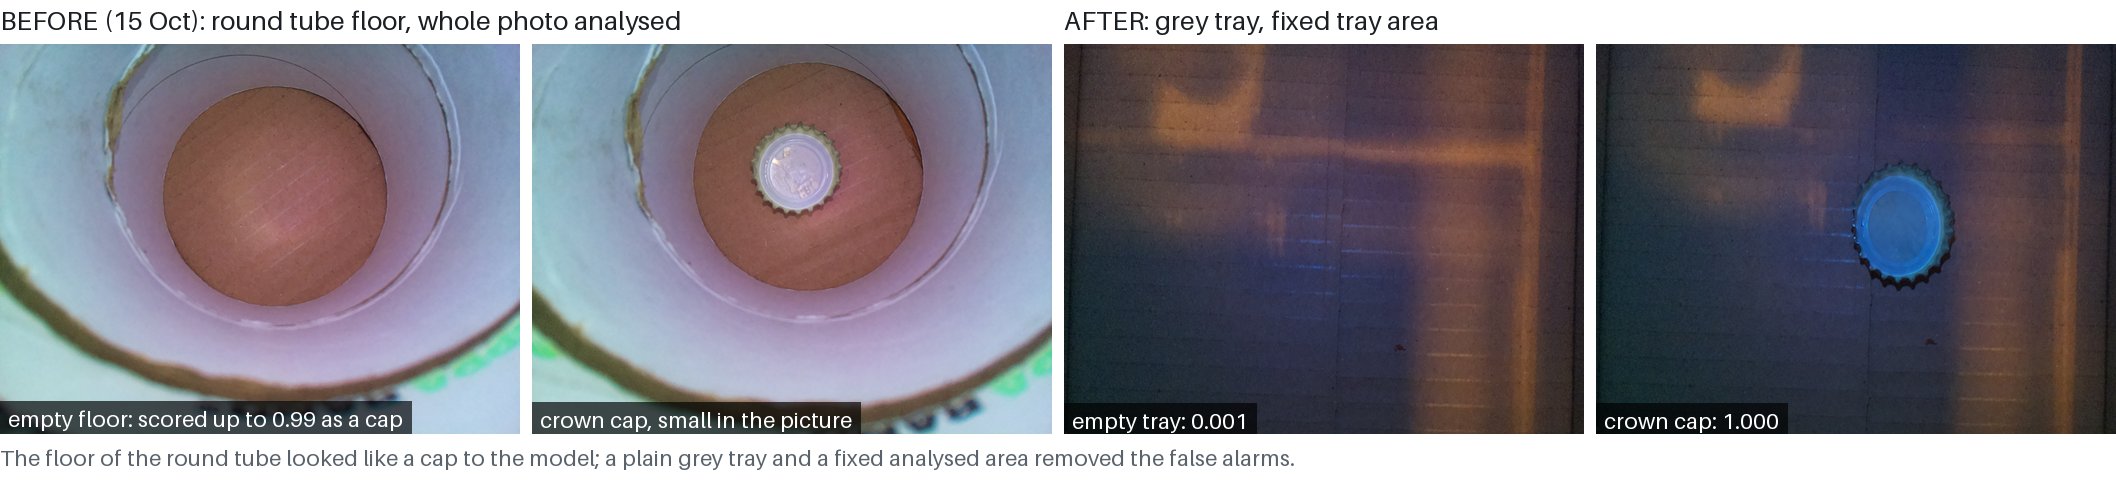 BEFORE (15 Oct): round tube floor, whole photo analysed
AFTER: grey tray, fixed tray area
empty floor: scored up to 0.99 as a cap
crown cap, small in the picture
empty tray: 0.001
crown cap: 1.000
The floor of the round tube looked like a cap to the model; a plain grey tray and a fixed analysed area removed the false alarms.